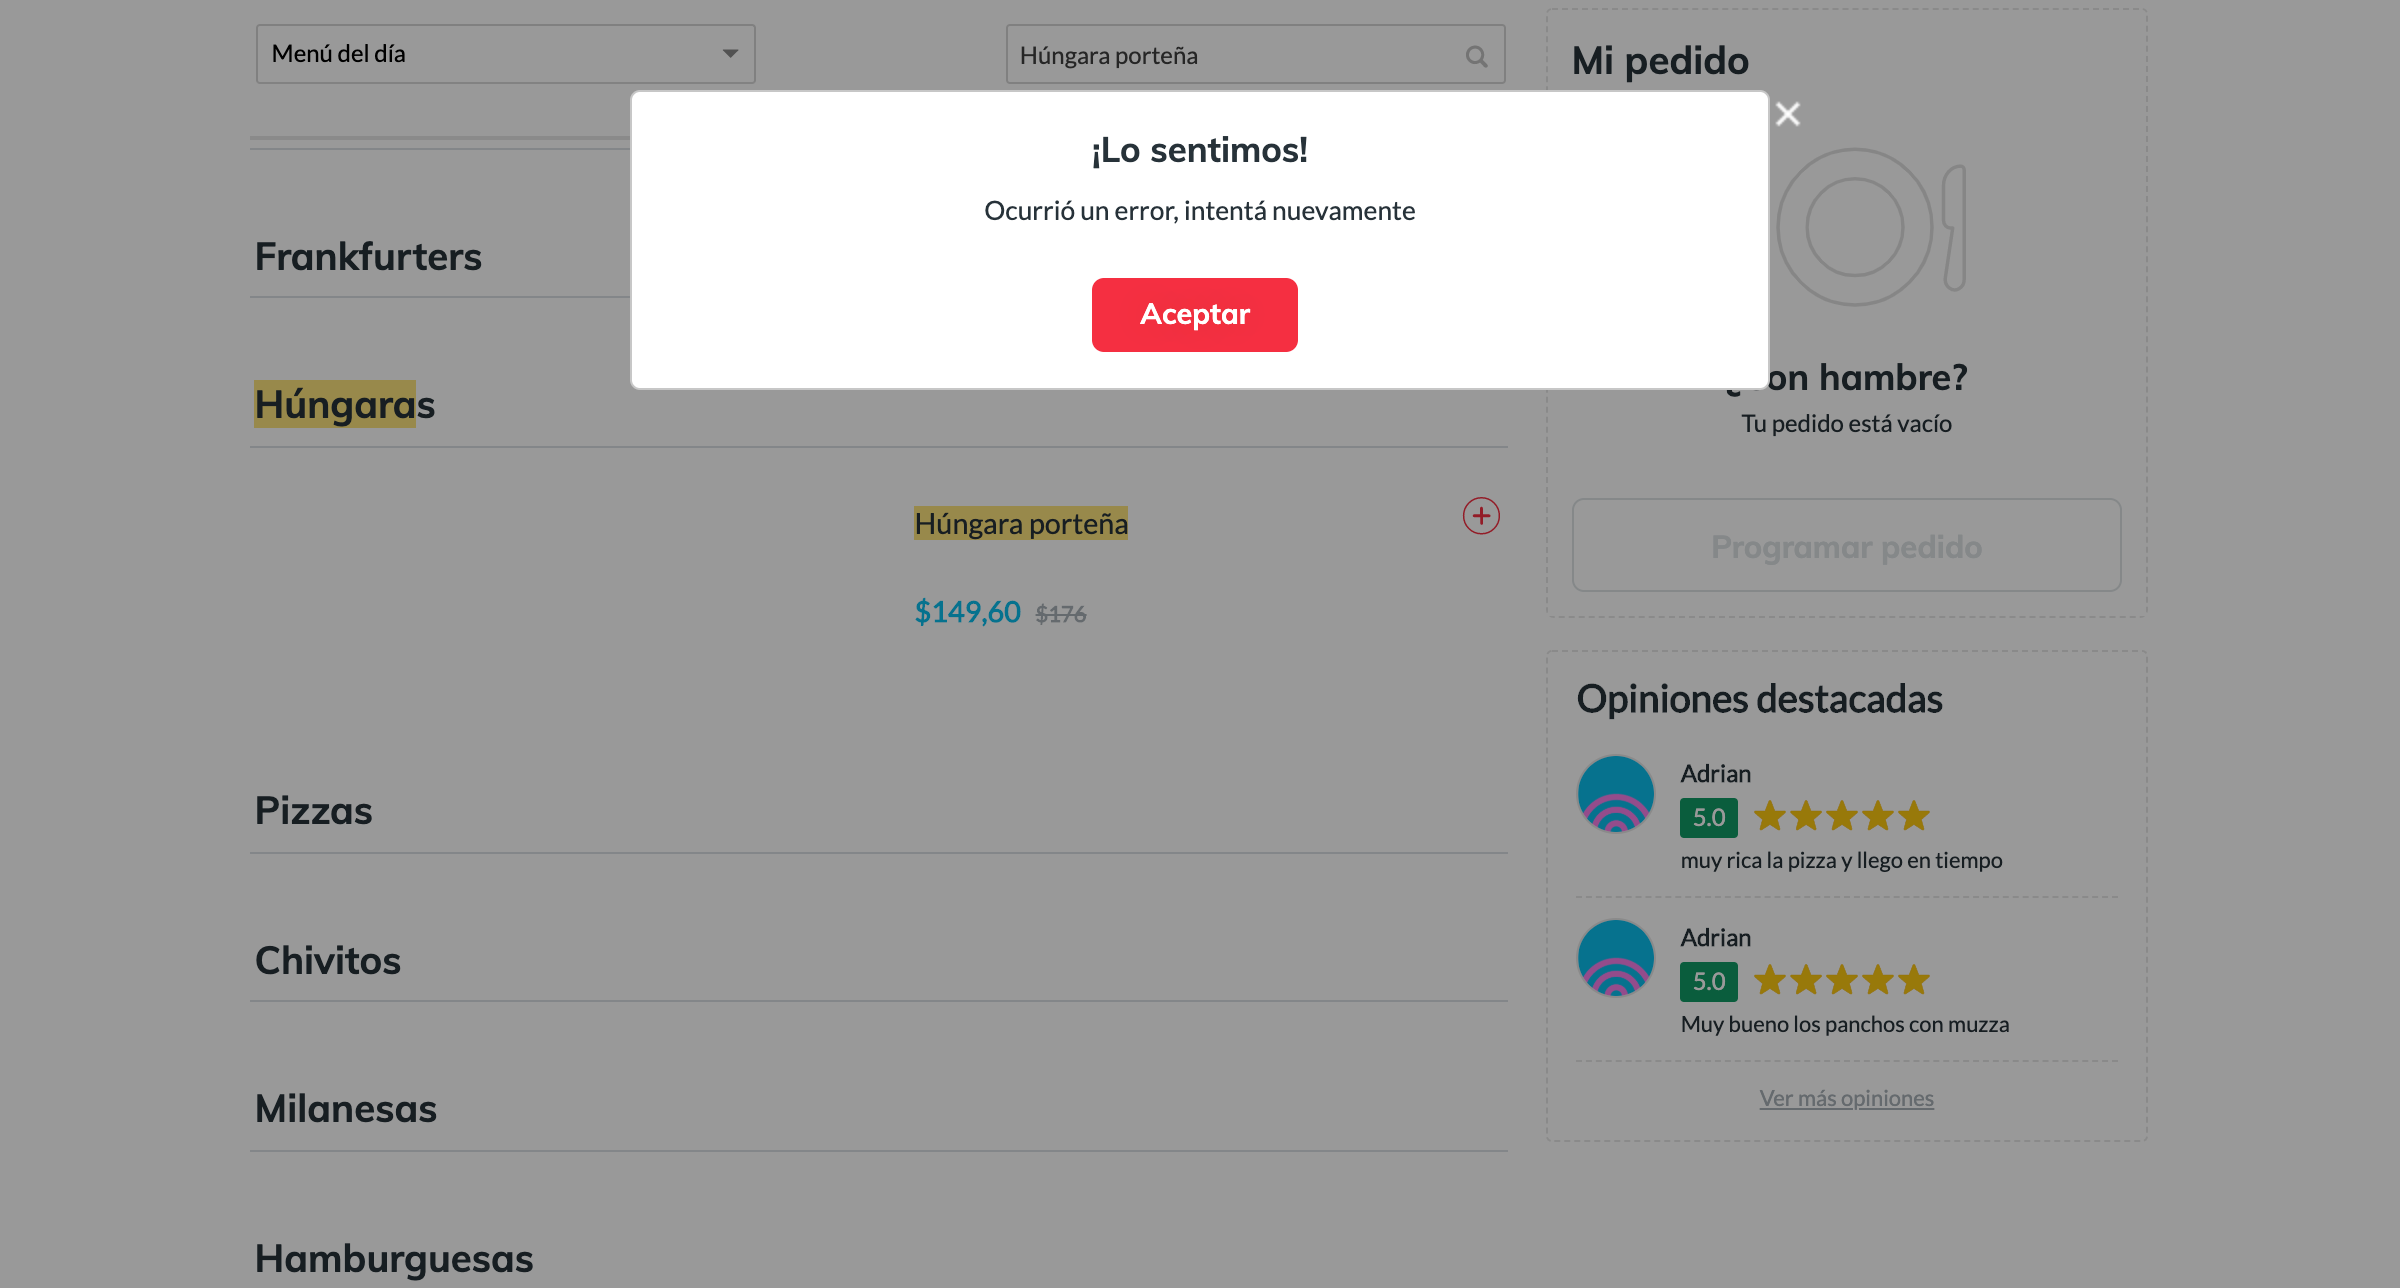 Menú del día
Húngara porteña
Mi pedido
¡Lo sentimos!
Ocurrió un error, intentá nuevamente
Aceptar
Frankfurters
Húngaras
Húngara porteña
$149,60 $176
on hambre?
Tu pedido está vacío
Programar pedido
Opiniones destacadas
Adrian
5.0
muy rica la pizza y llego en tiempo
Adrian
5.0
Muy bueno los panchos con muzza
Ver más opiniones
Pizzas
Chivitos
Milanesas
Hamburguesas